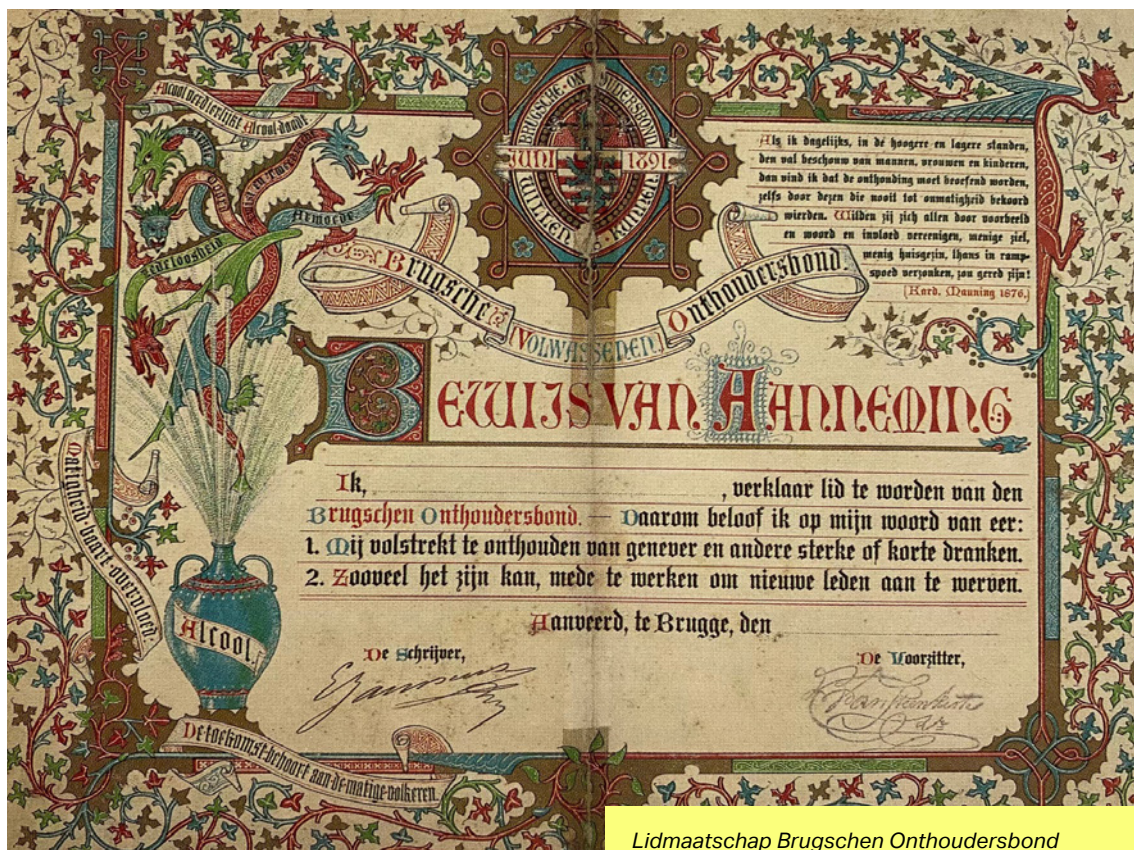 Alcool verdierlijkt Alcool-doodt
Zedeloosheid
Armoede
BRUGSCHE-ON
DERSBOND
JUNI 1891
WILLEN
Als ik dagelijks, in de hoogere en lagere standen,
den val beschouw van mannen, vrouwen en kinderen,
dan vind ik dat de onthouding moet beoefend worden,
zelfs door dezen die nooit tot onmatigheid bekoord
wierden. Wilden zij zich allen door voorbeeld
en woord en invloed vereenigen, menige ziel,
menig huisgezin, thans in ramp-
spoed verzonken, zou gered zijn!
(Kard. Manning 1876.)
Brugsche Onthoudersbond.
(VOLWASSENEN.)
BEWIJS VAN AANNEMING
Ik, , verklaar lid te worden van den
Brugschen Onthoudersbond. Daarom beloof ik op mijn woord van eer:
1. Mij volstrekt te onthouden van genever en andere sterke of korte dranken.
2. Zooveel het zijn kan, mede te werken om nieuwe leden aan te werven.
Aanveerd, te Brugge, den
De Schrijver, De Voorzitter,
Matigheid-baart-overvloed.
Alcool.
De toekomst behoort aan de matige volkeren.
Lidmaatschap Brugschen Onthoudersbond